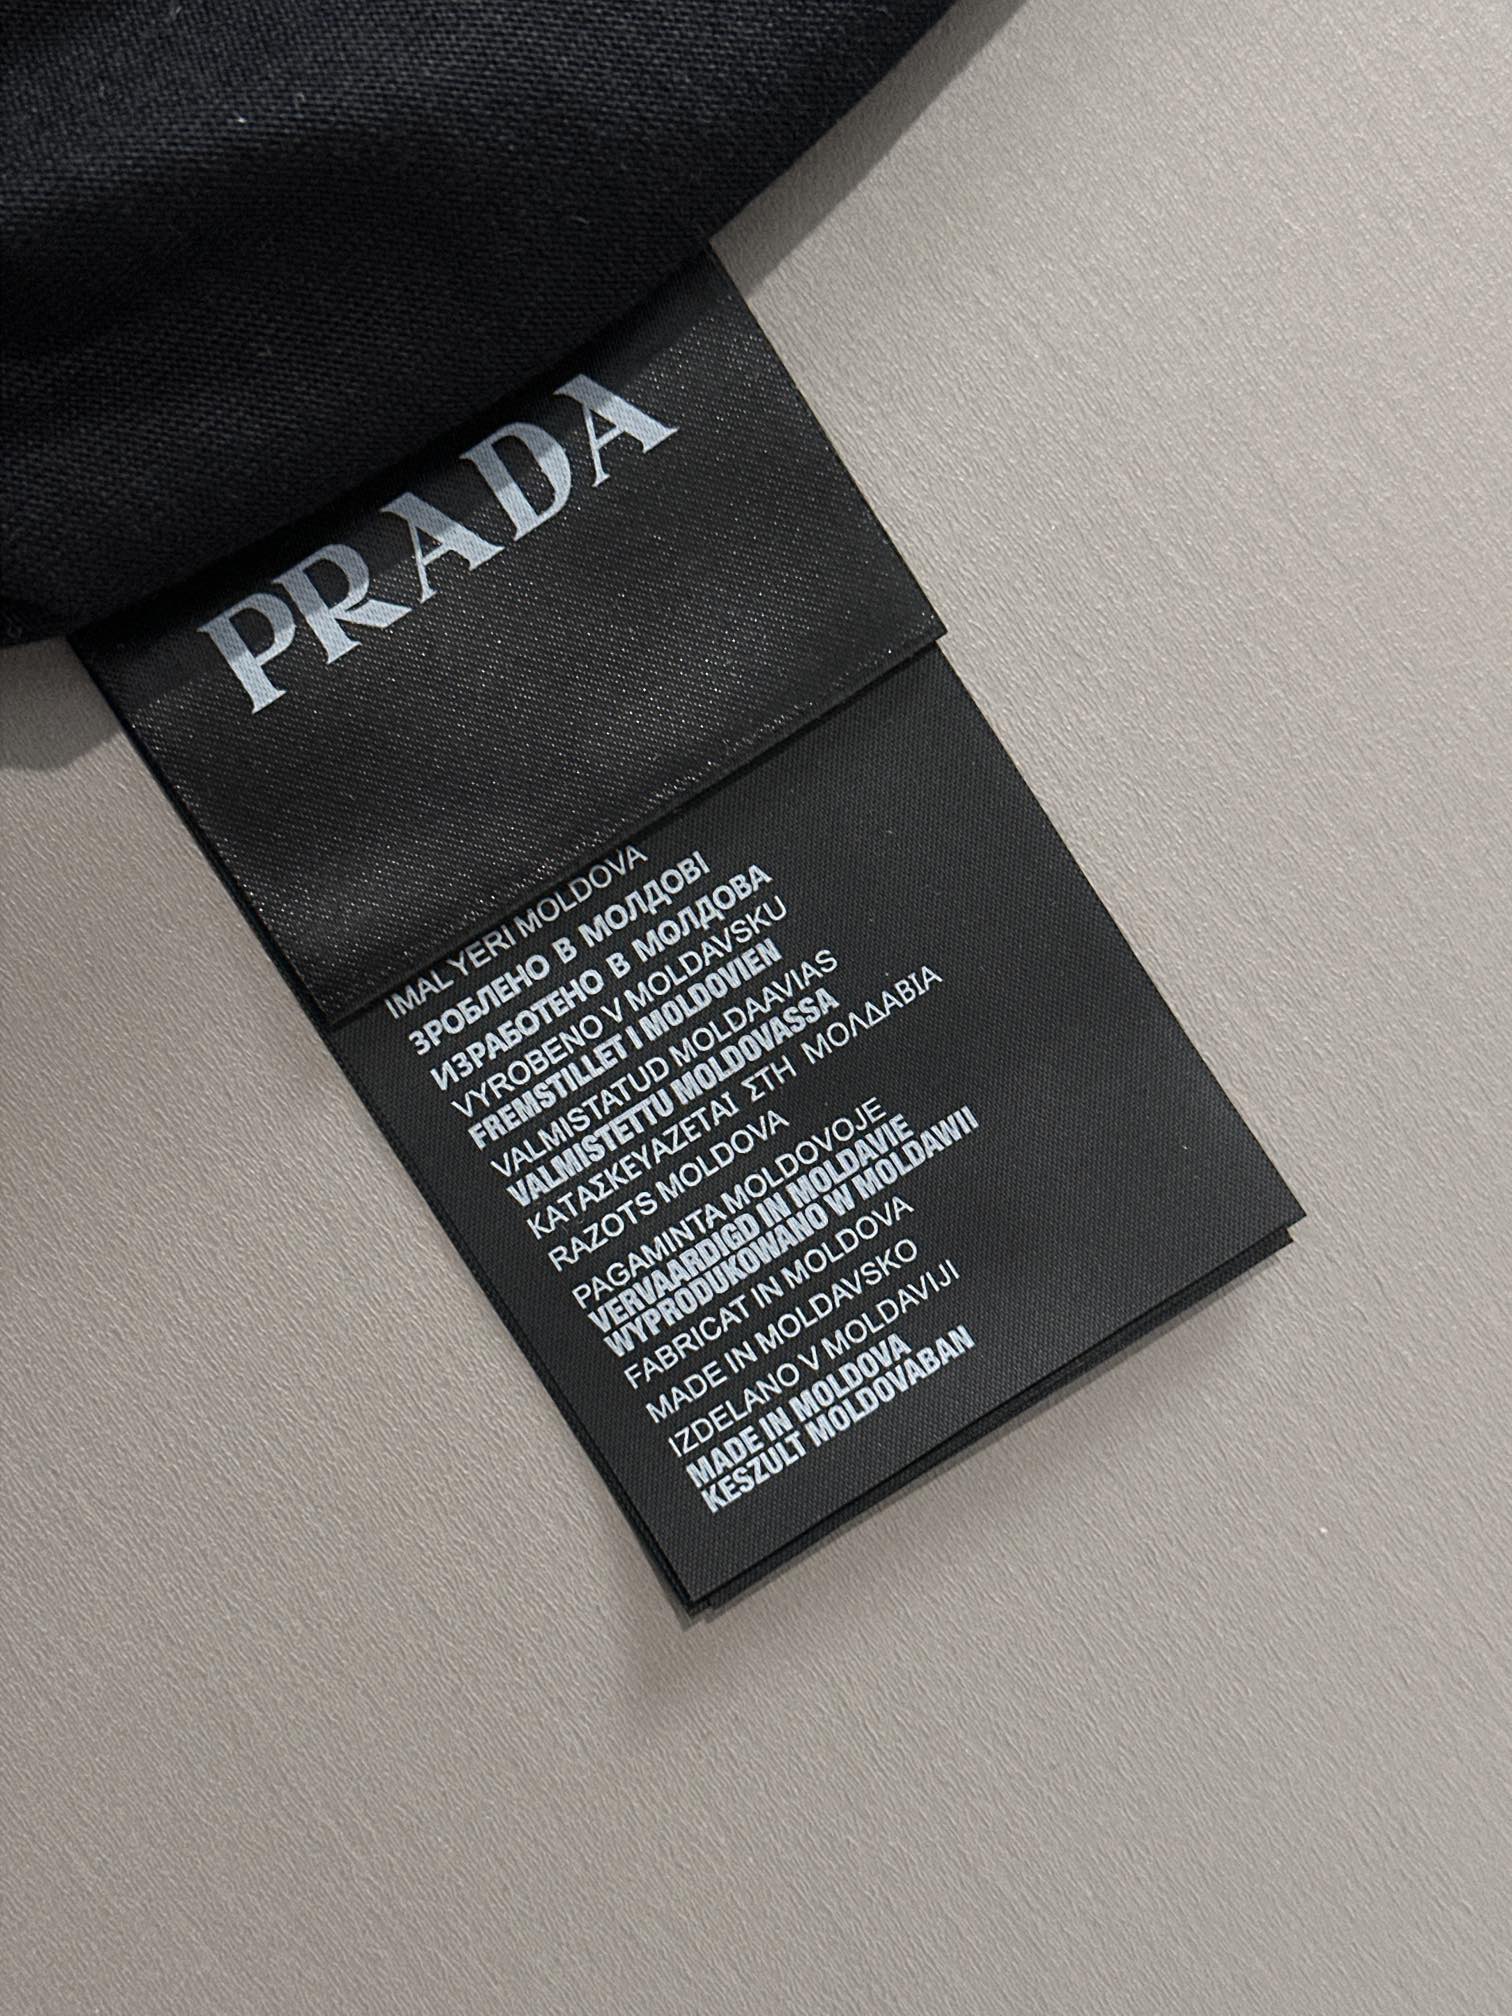 PRADA
IMAL YERI MOLDOVA
ЗРОБЛЕНО В МОЛДОВІ
ИЗРАБОТЕНО В МОЛДОВА
VYROBENO V MOLDAVSKU
FREMSTILLET I MOLDOVIEN
VALMISTATUD MOLDAAVIAS
VALMISTETTU MOLDOVASSA
ΚΑΤΑΣΚΕΥΑΖΕΤΑΙ ΣΤΗ ΜΟΛΔΑΒΙΑ
RAZOTS MOLDOVA
PAGAMINTA MOLDOVOJE
VERVAARDIGD IN MOLDAVIE
WYPRODUKOWANO W MOLDAWII
FABRICAT IN MOLDOVA
MADE IN MOLDAVSKO
IZDELANO V MOLDAVIJI
MADE IN MOLDOVA
KESZULT MOLDOVABAN